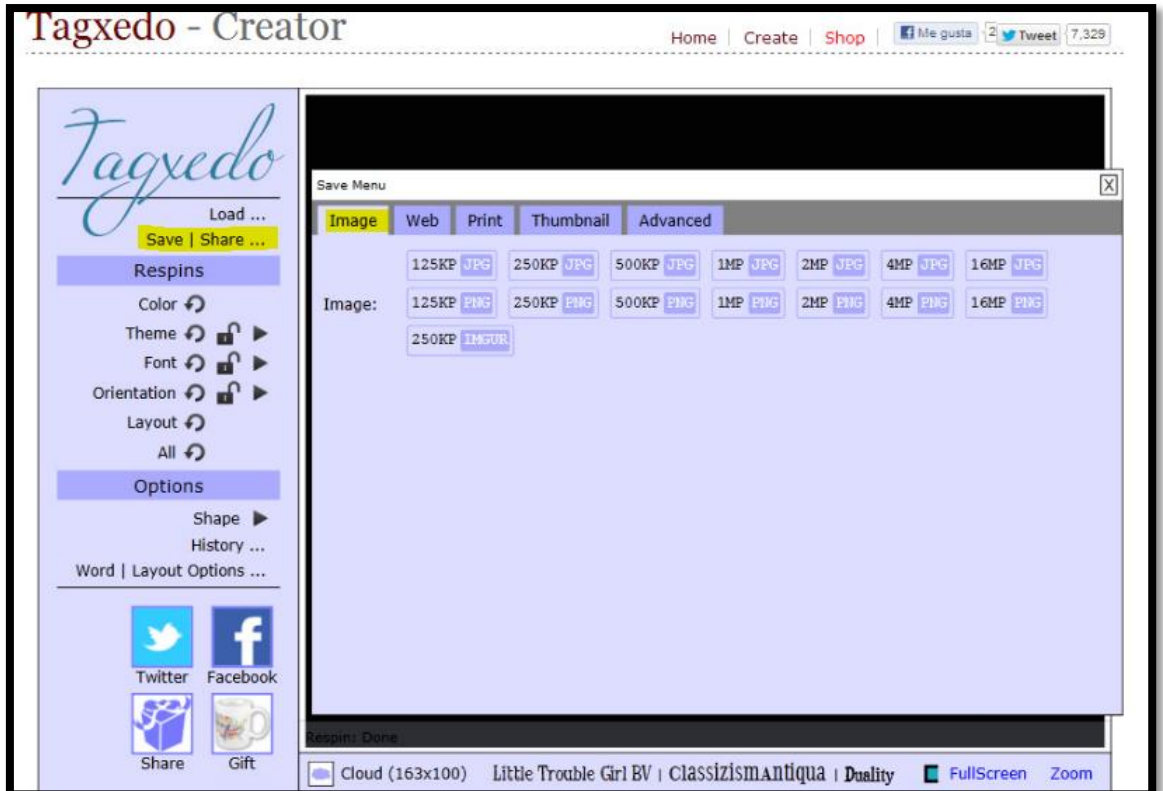 Tagxedo - Creator
Home | Create | Shop | Me gusta 2 Tweet 7,329
Tagxedo
Load ...
Save | Share ...
Respins
Color
Theme
Font
Orientation
Layout
All
Options
Shape
History ...
Word | Layout Options ...
Twitter Facebook
Share Gift
Save Menu X
Image Web Print Thumbnail Advanced
125KP JPG 250KP JPG 500KP JPG 1MP JPG 2MP JPG 4MP JPG 16MP JPG
Image: 125KP PNG 250KP PNG 500KP PNG 1MP PNG 2MP PNG 4MP PNG 16MP PNG
250KP IMGUR
Respin: Done
Cloud (163x100) Little Trouble Girl BV | ClassizismAntiqua | Duality FullScreen Zoom